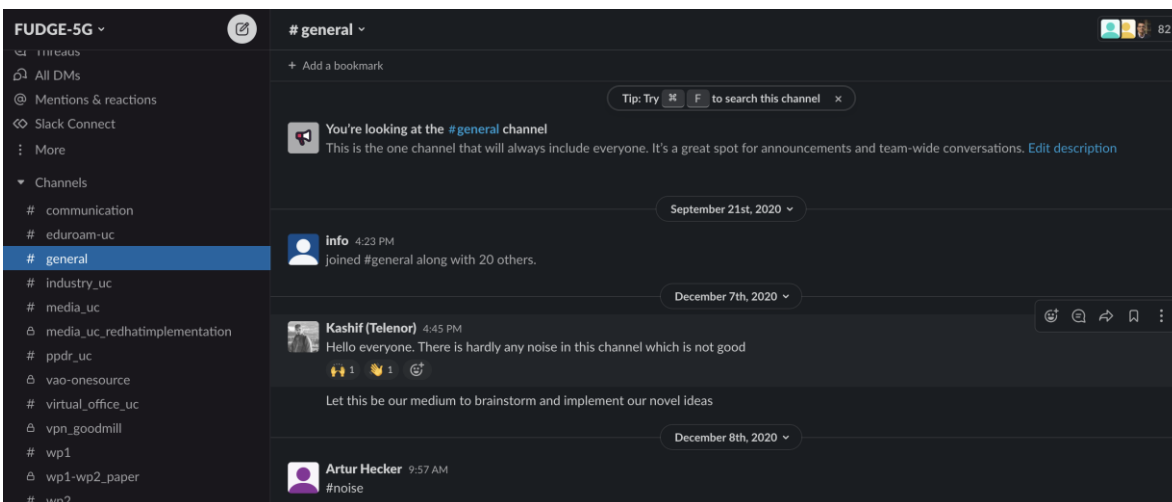 FUDGE-5G
Threads
All DMs
Mentions & reactions
Slack Connect
More
Channels
# communication
# eduroam-uc
# general
# industry_uc
# media_uc
media_uc_redhatimplementation
# ppdr_uc
vao-onesource
# virtual_office_uc
vpn_goodmill
# wp1
wp1-wp2_paper
# wp2
# general
82
+ Add a bookmark
Tip: Try ⌘ F to search this channel ×
You're looking at the #general channel
This is the one channel that will always include everyone. It's a great spot for announcements and team-wide conversations. Edit description
September 21st, 2020
info 4:23 PM
joined #general along with 20 others.
December 7th, 2020
Kashif (Telenor) 4:45 PM
Hello everyone. There is hardly any noise in this channel which is not good
🙌 1 👋 1
Let this be our medium to brainstorm and implement our novel ideas
December 8th, 2020
Artur Hecker 9:57 AM
#noise